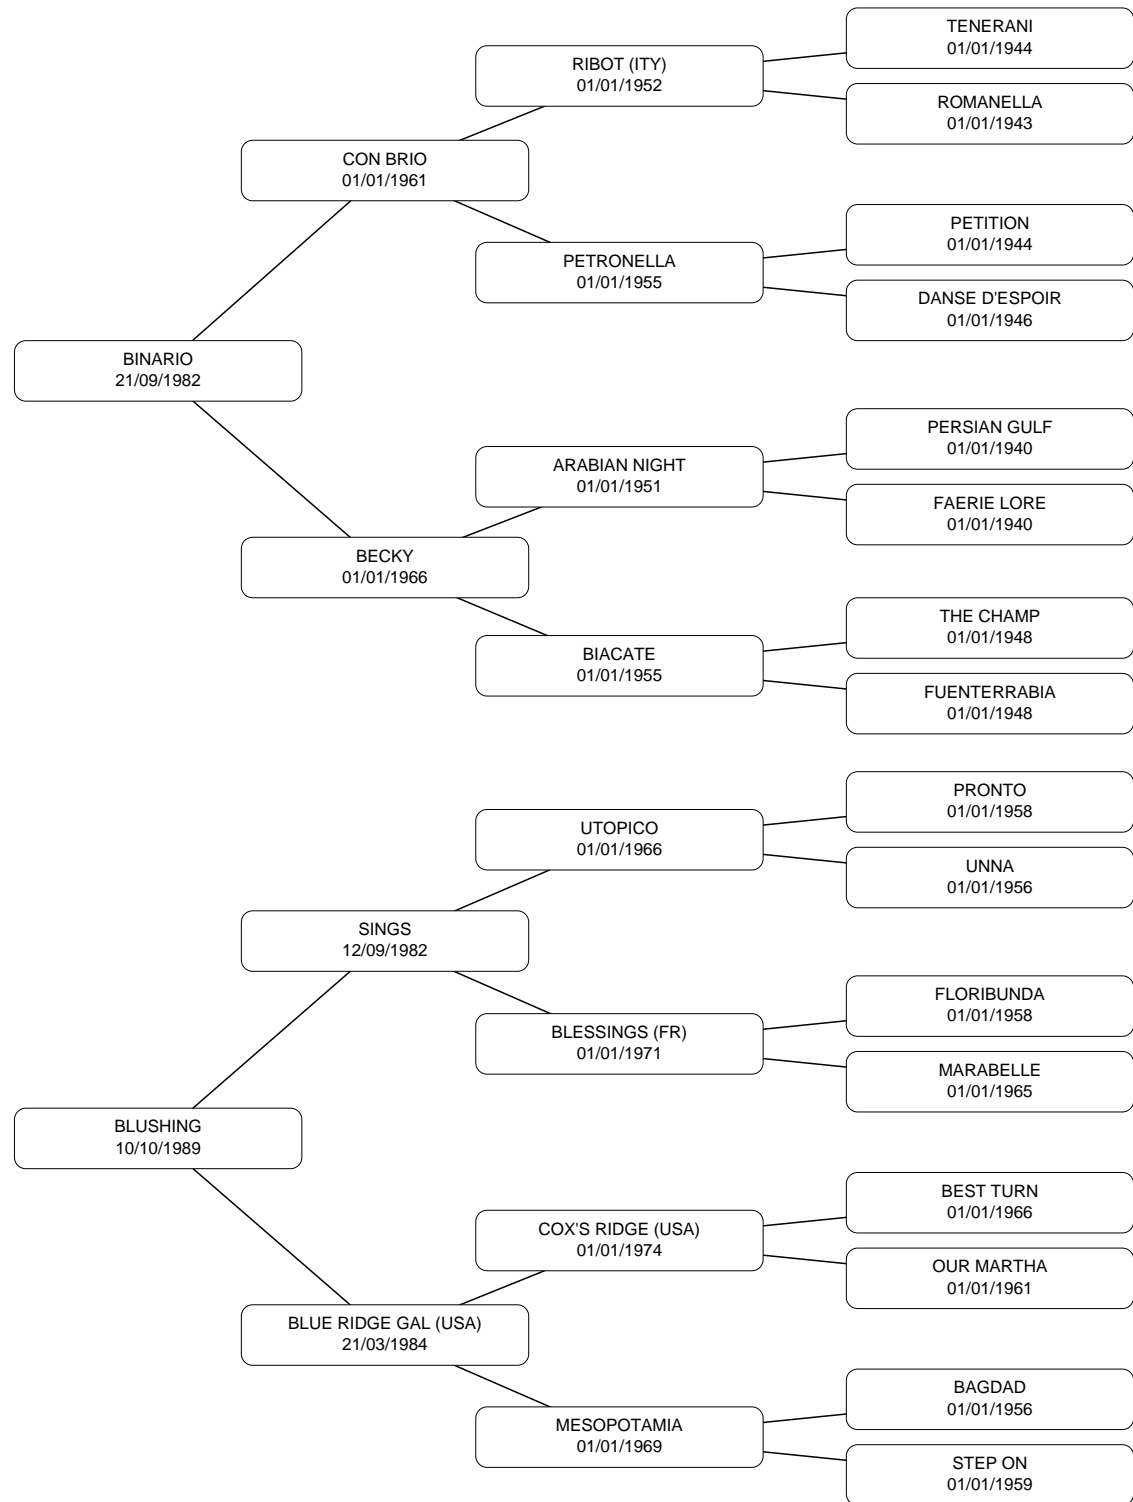 TENERANI
01/01/1944
RIBOT (ITY)
01/01/1952
ROMANELLA
01/01/1943
CON BRIO
01/01/1961
PETITION
01/01/1944
PETRONELLA
01/01/1955
DANSE D'ESPOIR
01/01/1946
BINARIO
21/09/1982
PERSIAN GULF
01/01/1940
ARABIAN NIGHT
01/01/1951
FAERIE LORE
01/01/1940
BECKY
01/01/1966
THE CHAMP
01/01/1948
BIACATE
01/01/1955
FUENTERRABIA
01/01/1948
PRONTO
01/01/1958
UTOPICO
01/01/1966
UNNA
01/01/1956
SINGS
12/09/1982
FLORIBUNDA
01/01/1958
BLESSINGS (FR)
01/01/1971
MARABELLE
01/01/1965
BLUSHING
10/10/1989
BEST TURN
01/01/1966
COX'S RIDGE (USA)
01/01/1974
OUR MARTHA
01/01/1961
BLUE RIDGE GAL (USA)
21/03/1984
BAGDAD
01/01/1956
MESOPOTAMIA
01/01/1969
STEP ON
01/01/1959